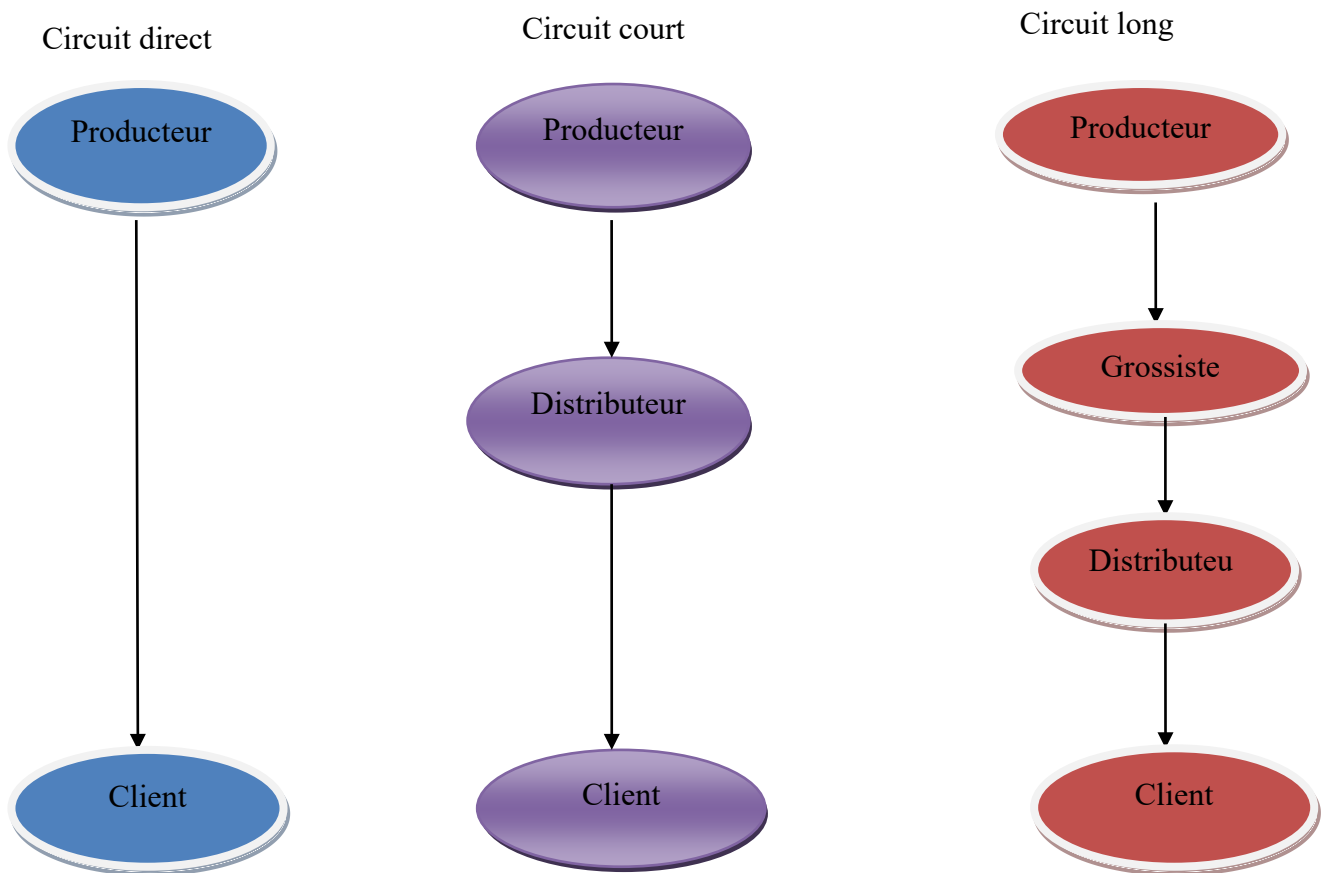 Circuit direct
Producteur
Client
Circuit court
Producteur
Distributeur
Client
Circuit long
Producteur
Grossiste
Distributeu
Client